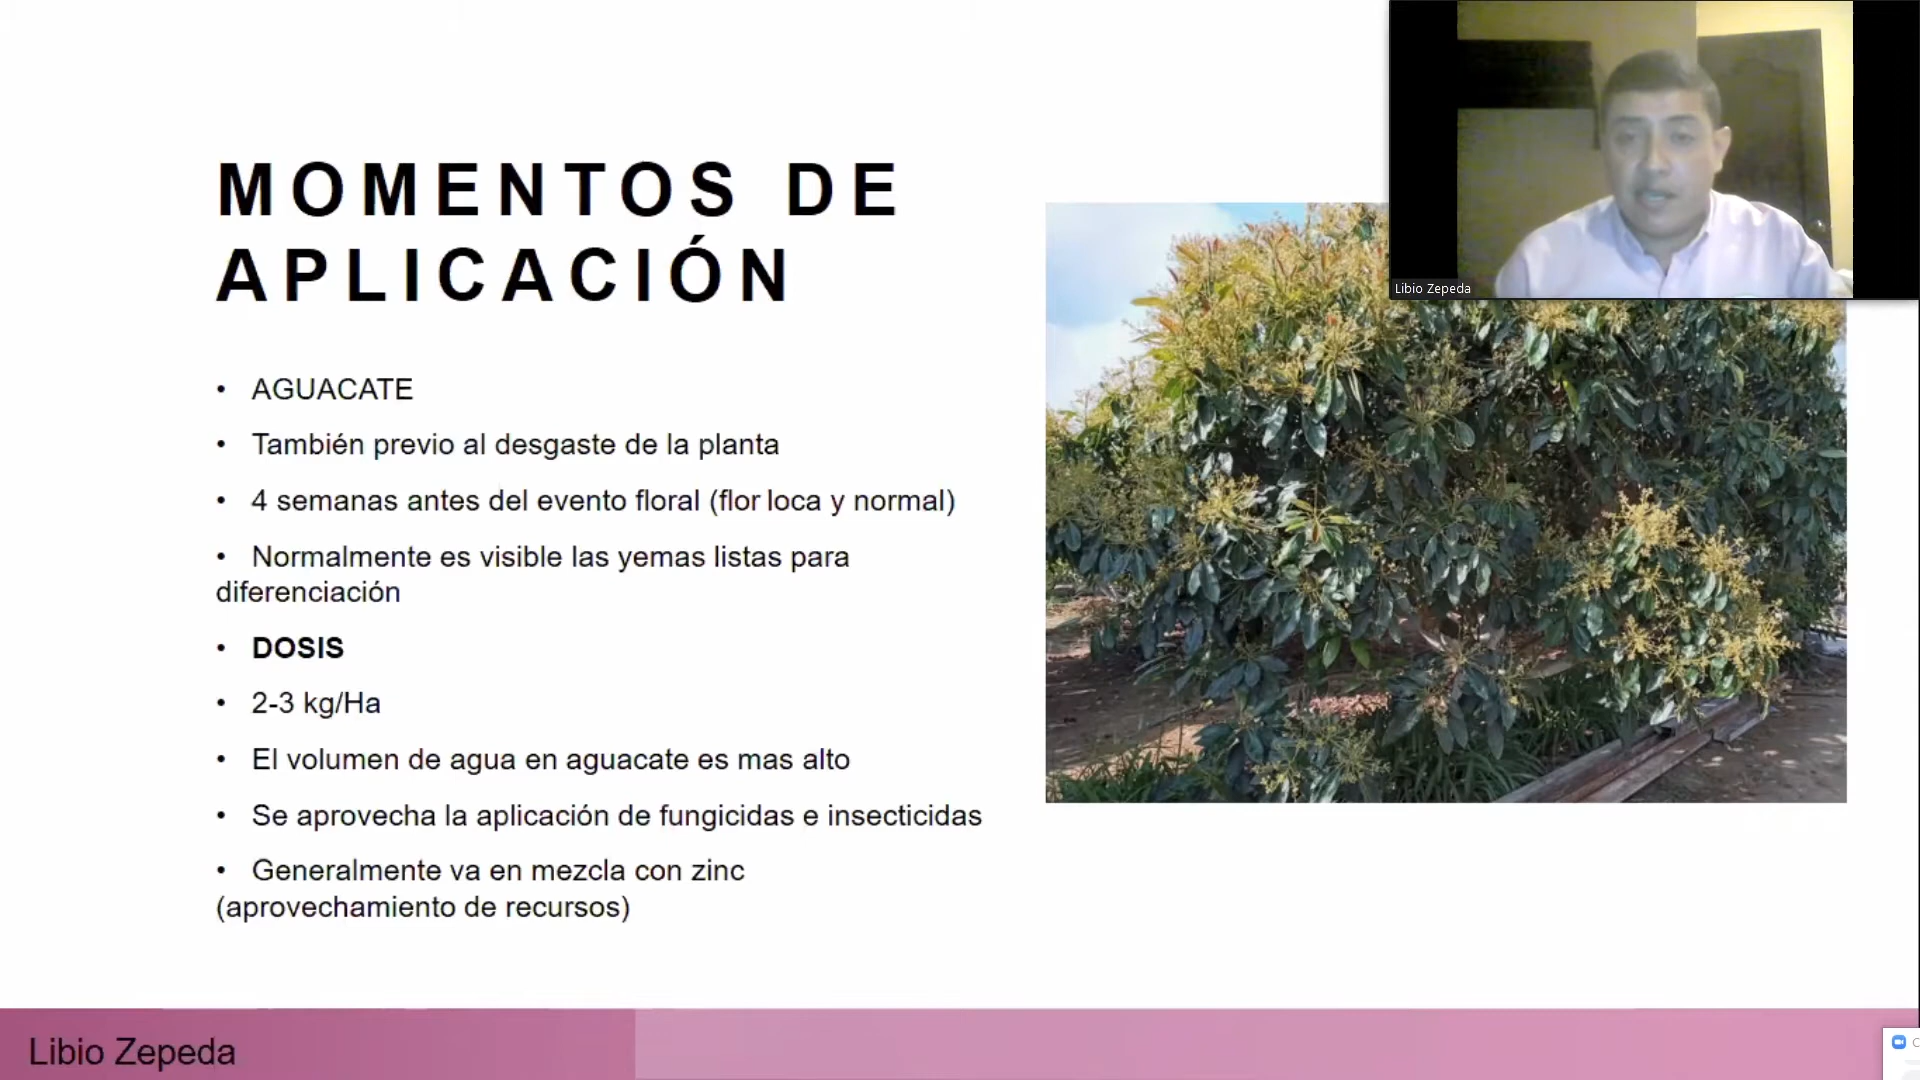 MOMENTOS DE
APLICACIÓN
• AGUACATE
• También previo al desgaste de la planta
• 4 semanas antes del evento floral (flor loca y normal)
• Normalmente es visible las yemas listas para
diferenciación
• DOSIS
• 2-3 kg/Ha
• El volumen de agua en aguacate es mas alto
• Se aprovecha la aplicación de fungicidas e insecticidas
• Generalmente va en mezcla con zinc
(aprovechamiento de recursos)
Libio Zepeda
Libio Zepeda